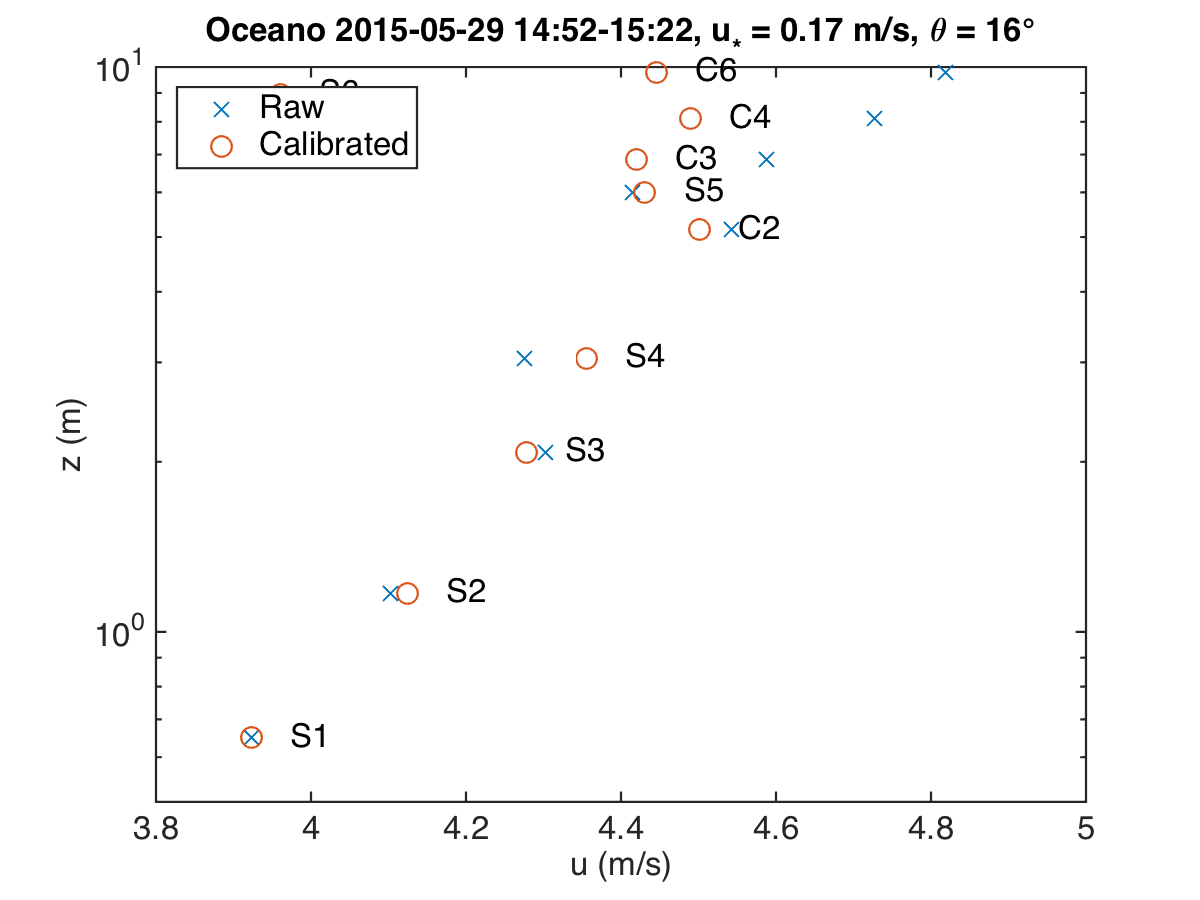 Oceano 2015-05-29 14:52-15:22, u* = 0.17 m/s, θ = 16°
10¹
C6
Raw
C4
Calibrated
C3
S5
C2
S4
z (m)
S3
S2
10⁰
S1
3.8 4 4.2 4.4 4.6 4.8 5
u (m/s)